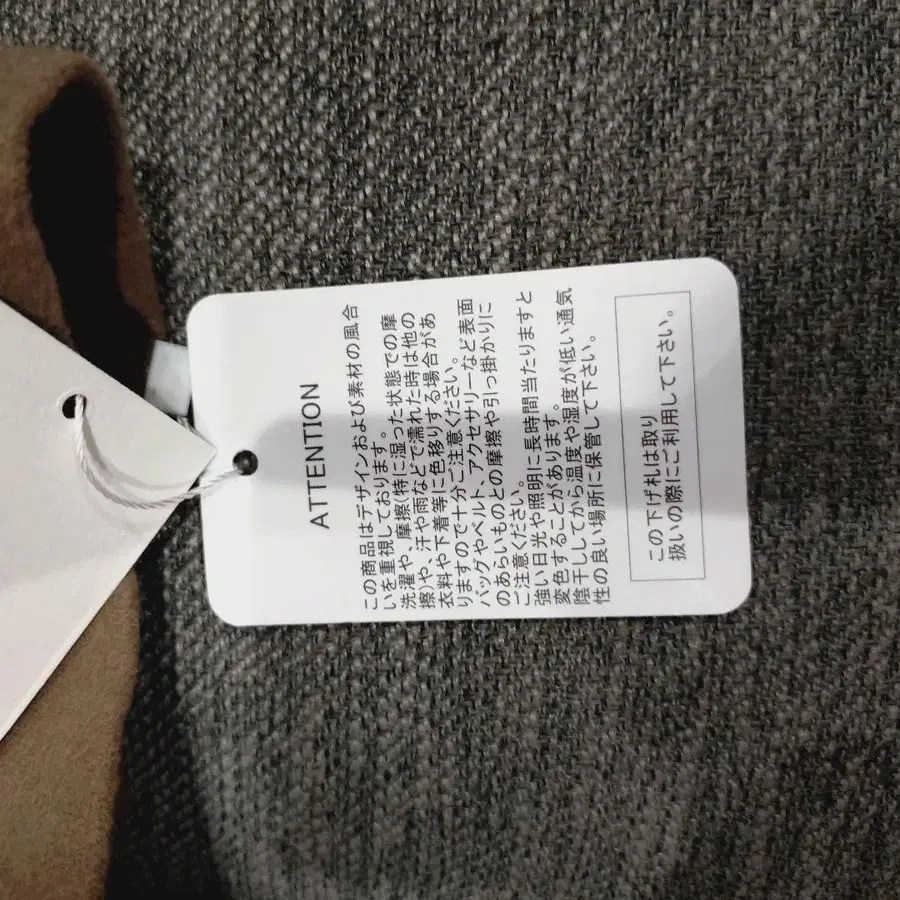 ATTENTION
この商品はデザインおよび素材の風合
いを重視しております。
洗濯や、摩擦(特に湿った状態での摩
擦)や、汗や雨などで濡れた時は他の
衣料や下着等に色移りする場合があ
りますので十分ご注意ください。
バッグやベルト、アクセサリーなど表面
のあらいものとの摩擦や引っ掛かりに
ご注意ください。
強い日光や照明に長時間当たりますと
変色することがあります。
陰干ししてから温度や湿度が低い通気
性の良い場所に保管して下さい。
この下げ札は取り
扱いの際にご利用して下さい。